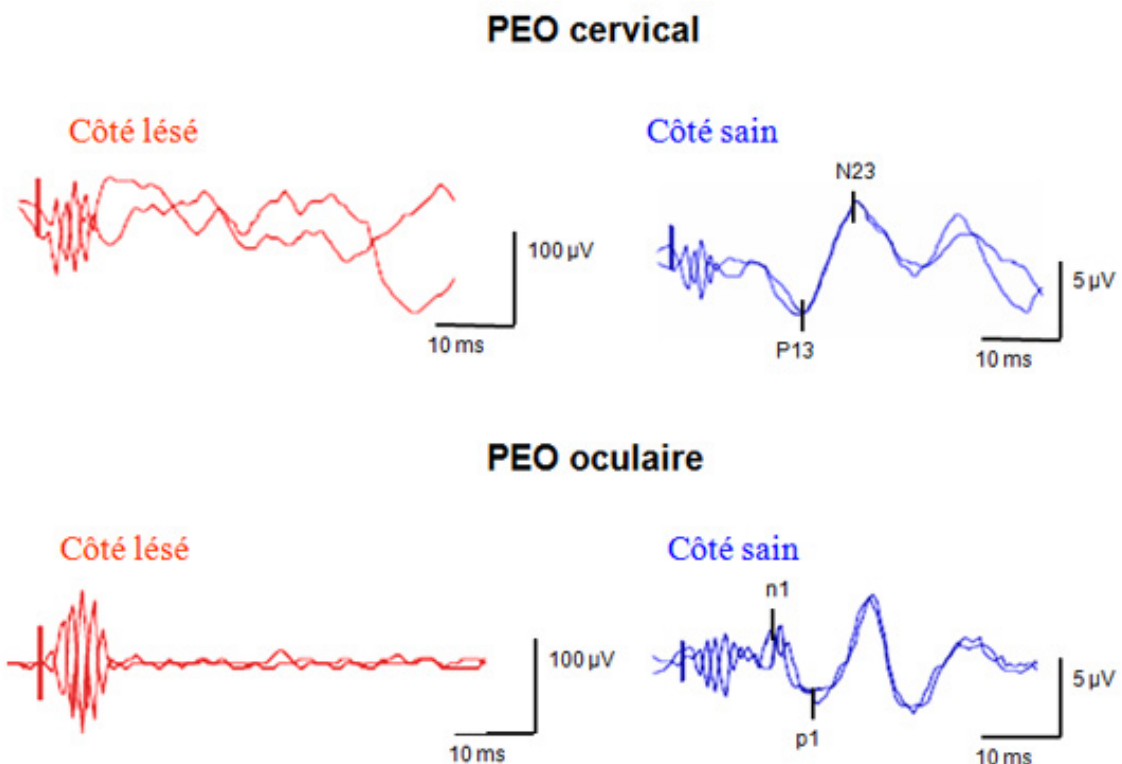 PEO cervical
Côté lésé
Côté sain
N23
100 µV
5 µV
10 ms
P13
10 ms
PEO oculaire
Côté lésé
Côté sain
n1
100 µV
5 µV
p1
10 ms
10 ms